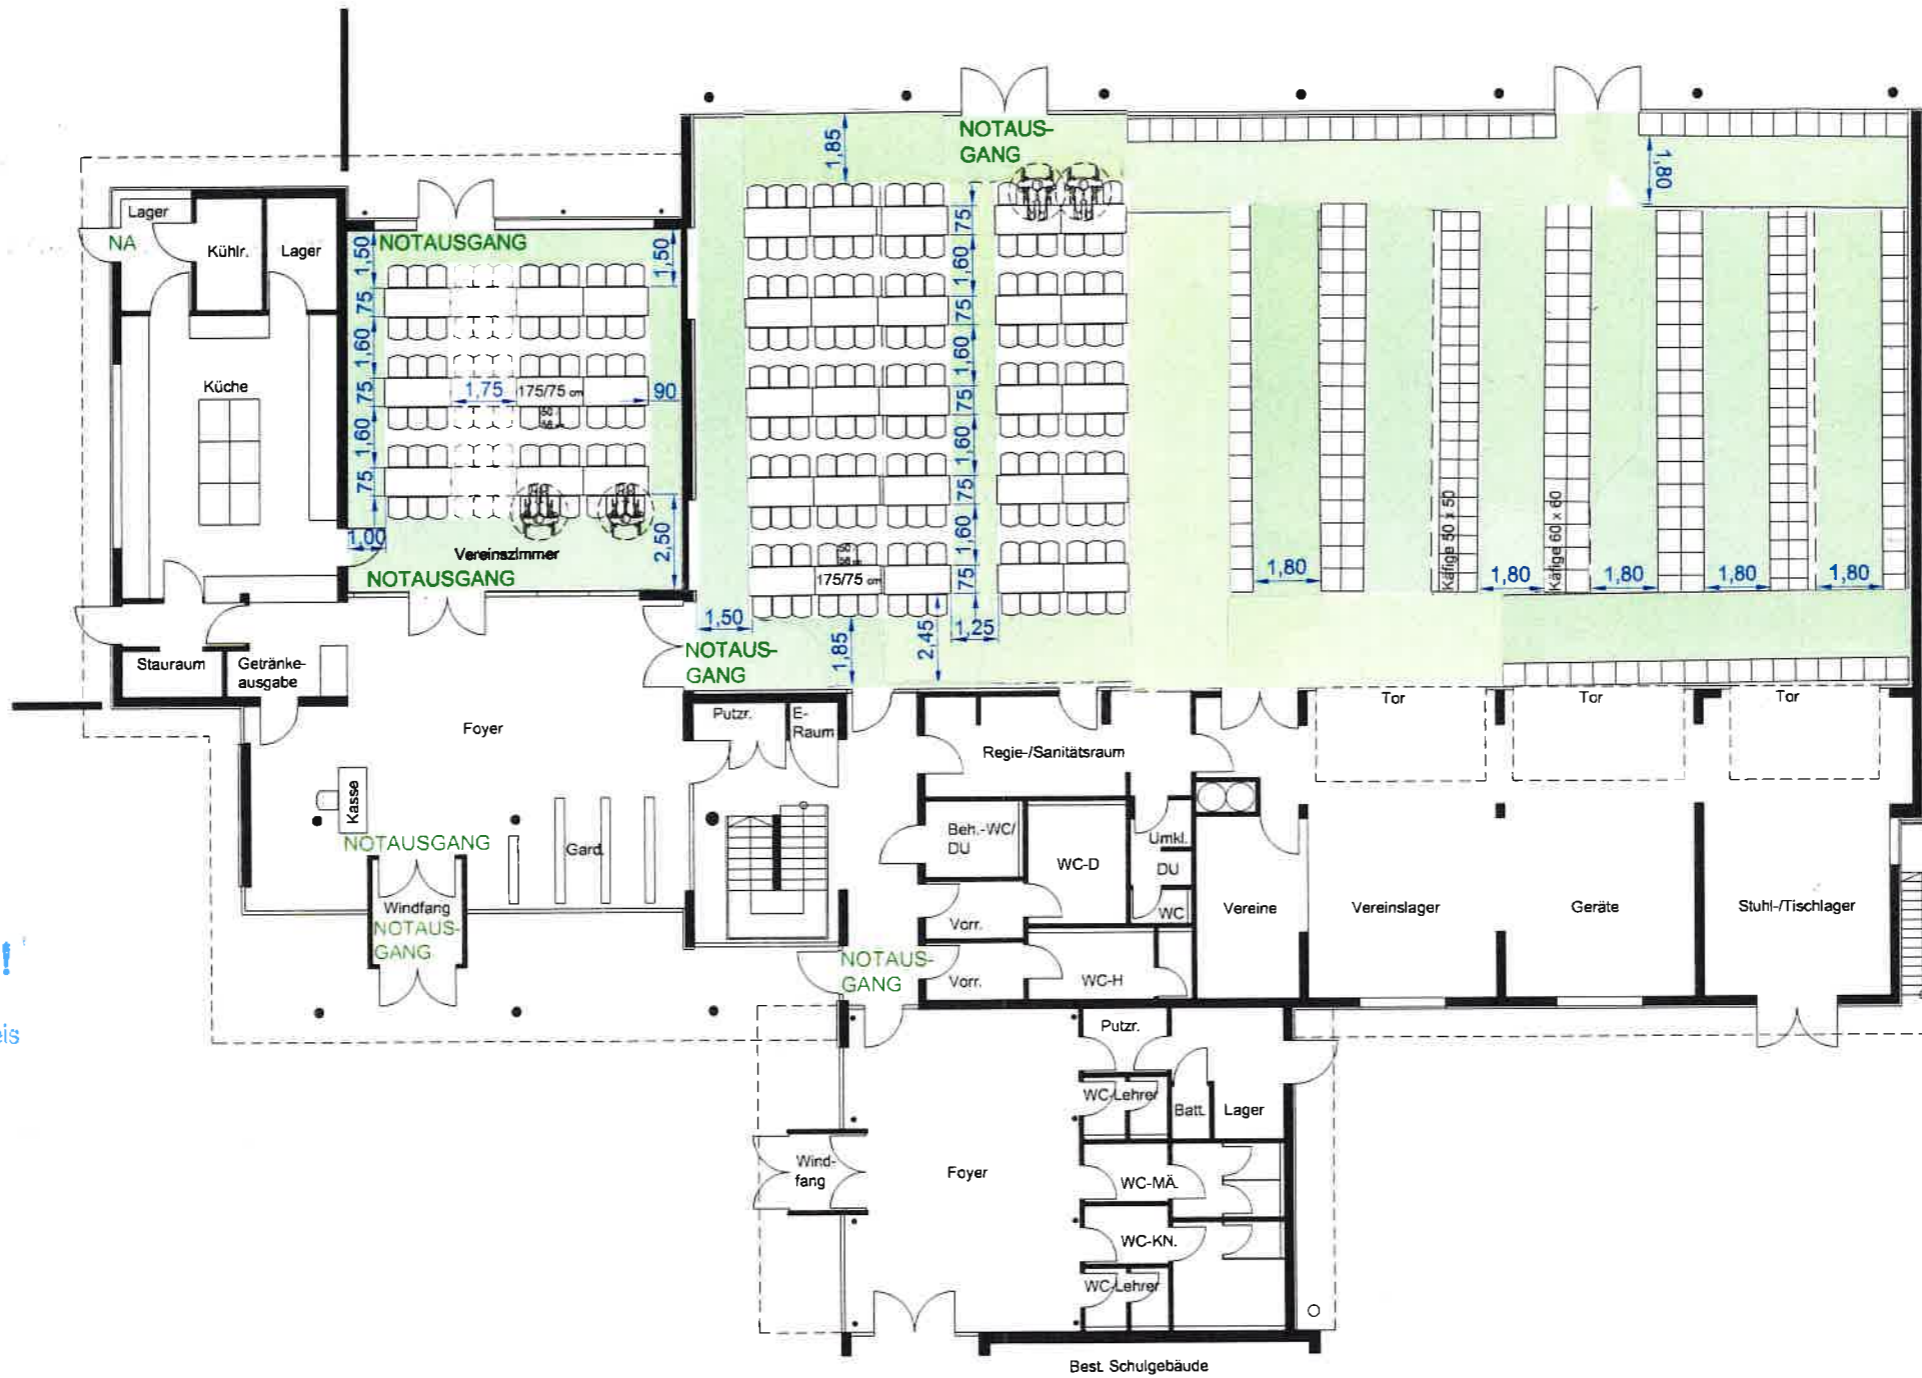 NOTAUS-
GANG
1,85
1,80
Lager
NA
Kühlr.
Lager
NOTAUSGANG
1,50
1,50
75
1,60
75
1,60
75
1,75
175/75 cm
90
Küche
1,00
Vereinszimmer
2,50
NOTAUSGANG
75
1,60
75
1,60
75
1,60
75
1,60
75
175/75 cm
1,50
1,85
2,45
1,25
NOTAUS-
GANG
1,80
Käfige 50 x 50
1,80
Käfige 60 x 60
1,80
1,80
1,80
Stauraum
Getränke-
ausgabe
Foyer
Putzr.
E-
Raum
Regie-/Sanitätsraum
Tor
Tor
Tor
Kasse
NOTAUSGANG
Gard.
Windfang
NOTAUS-
GANG
Beh.-WC/
DU
WC-D
Umkl.
DU
WC
Vorr.
Vereine
Vereinslager
Geräte
Stuhl-/Tischlager
NOTAUS-
GANG
Vorr.
WC-H
!
eis
Putzr.
WC-Lehrer
Batt.
Lager
Wind-
fang
Foyer
WC-MÄ.
WC-KN.
WC-Lehrer
Best. Schulgebäude